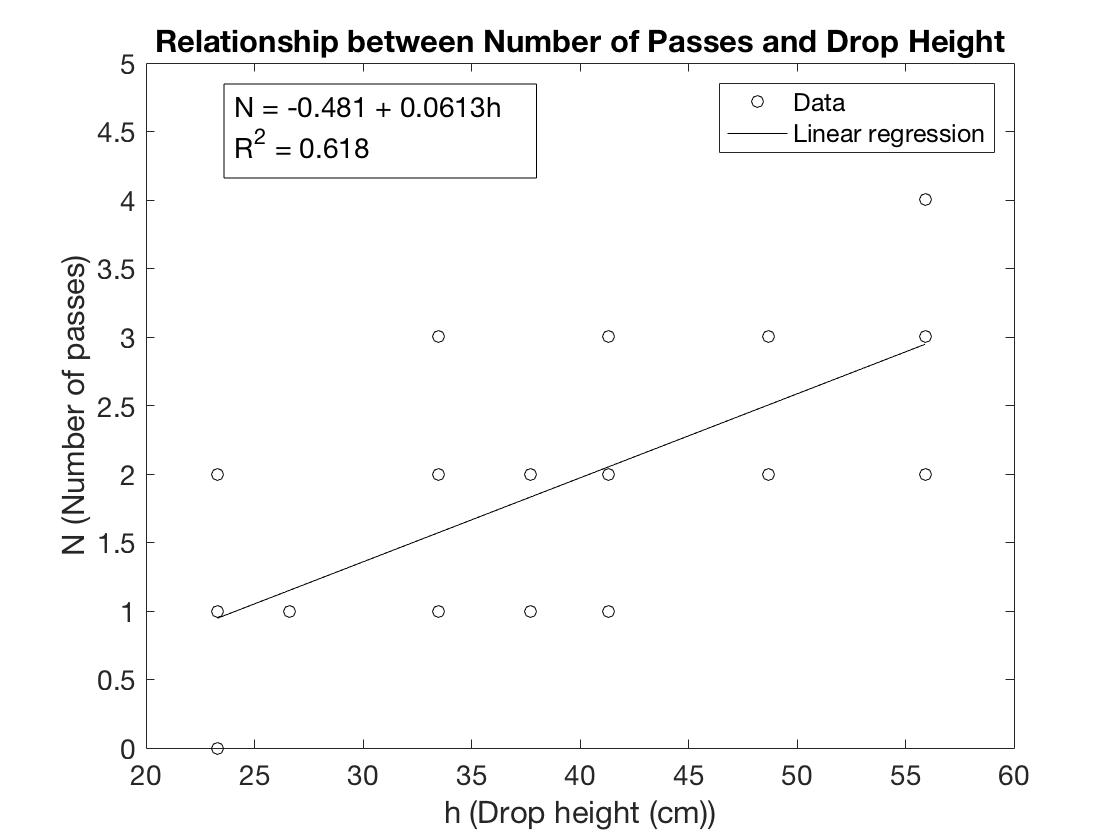 Relationship between Number of Passes and Drop Height
N = -0.481 + 0.0613h
R² = 0.618
Data
Linear regression
5
4.5
4
3.5
3
2.5
2
1.5
1
0.5
0
N (Number of passes)
20 25 30 35 40 45 50 55 60
h (Drop height (cm))